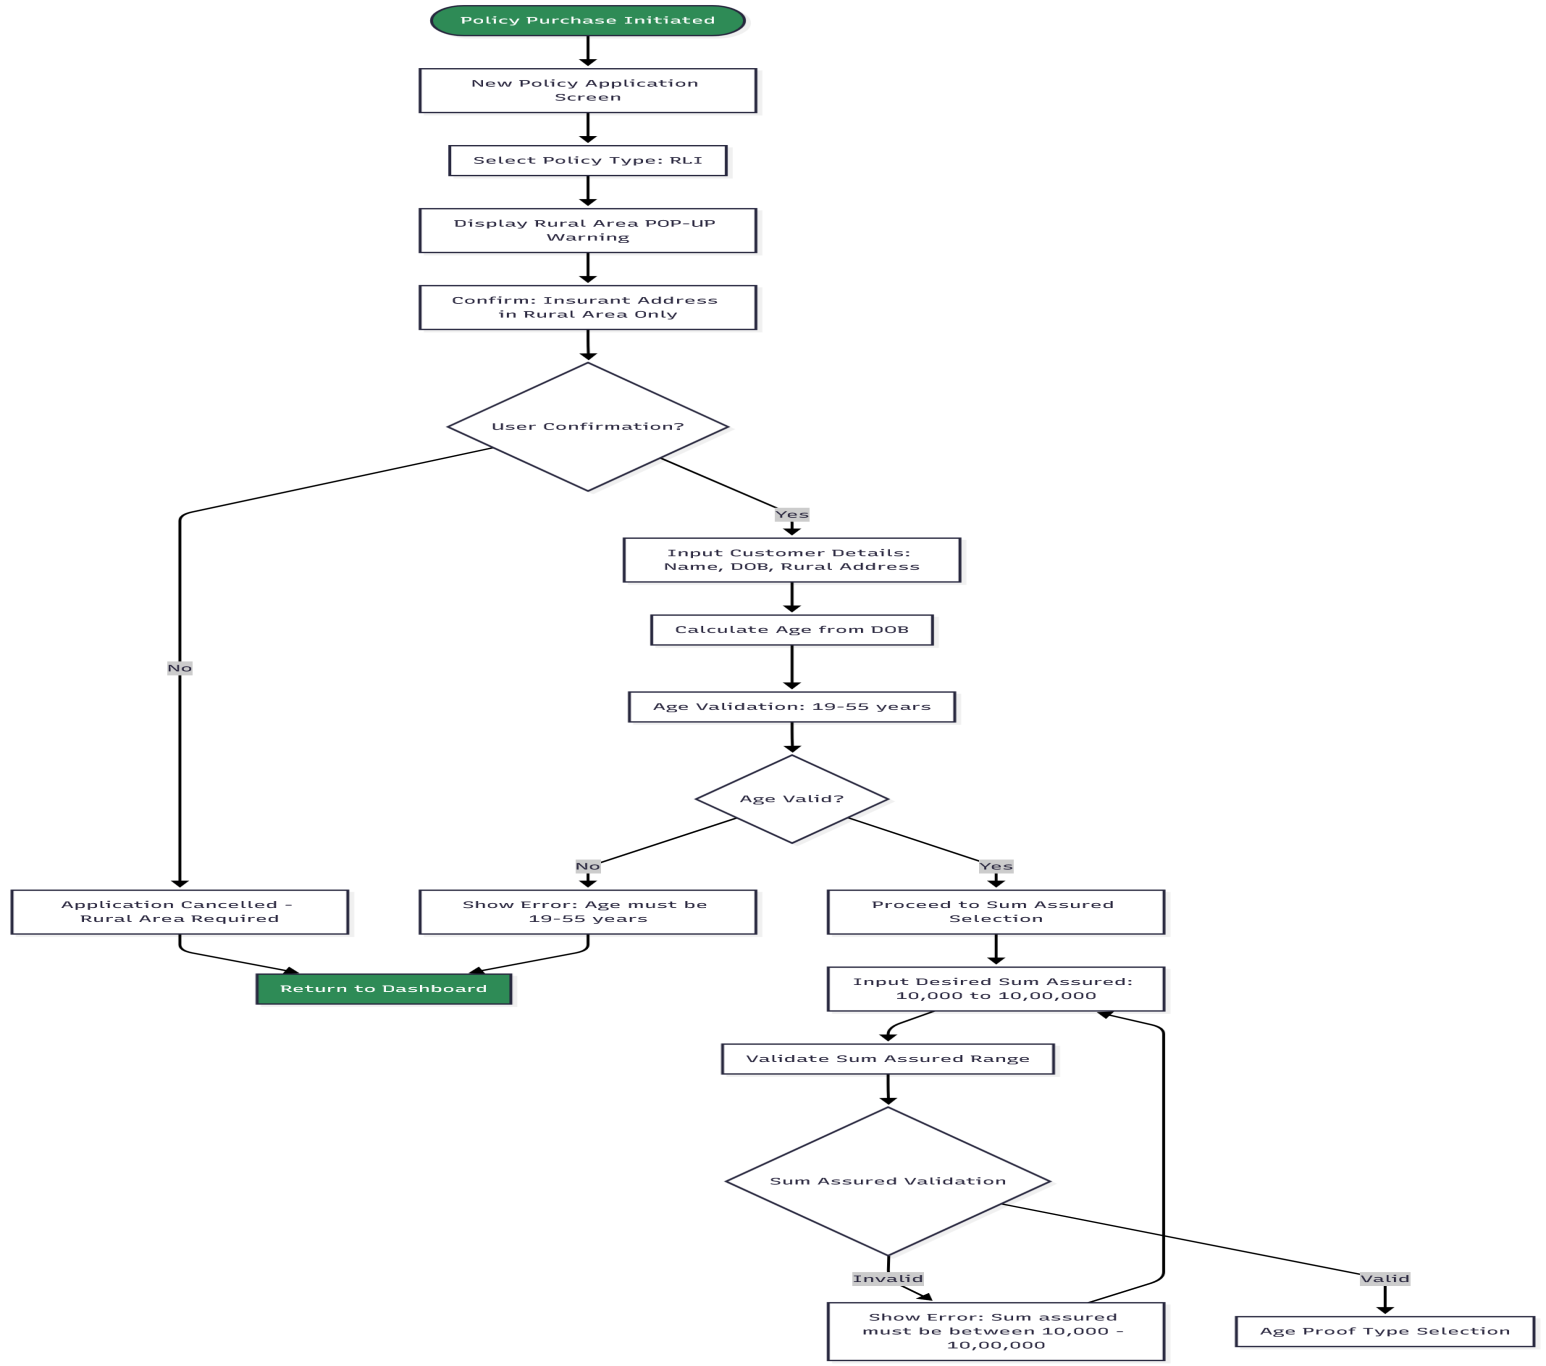 Policy Purchase Initiated
New Policy Application
Screen
Select Policy Type: RLI
Display Rural Area POP-UP
Warning
Confirm: Insurant Address
in Rural Area Only
User Confirmation?
Yes
Input Customer Details:
Name, DOB, Rural Address
Calculate Age from DOB
No
Age Validation: 19-55 years
Age Valid?
No
Yes
Application Cancelled -
Rural Area Required
Show Error: Age must be
19-55 years
Proceed to Sum Assured
Selection
Return to Dashboard
Input Desired Sum Assured:
10,000 to 10,00,000
Validate Sum Assured Range
Sum Assured Validation
Invalid
Valid
Show Error: Sum assured
must be between 10,000 -
10,00,000
Age Proof Type Selection